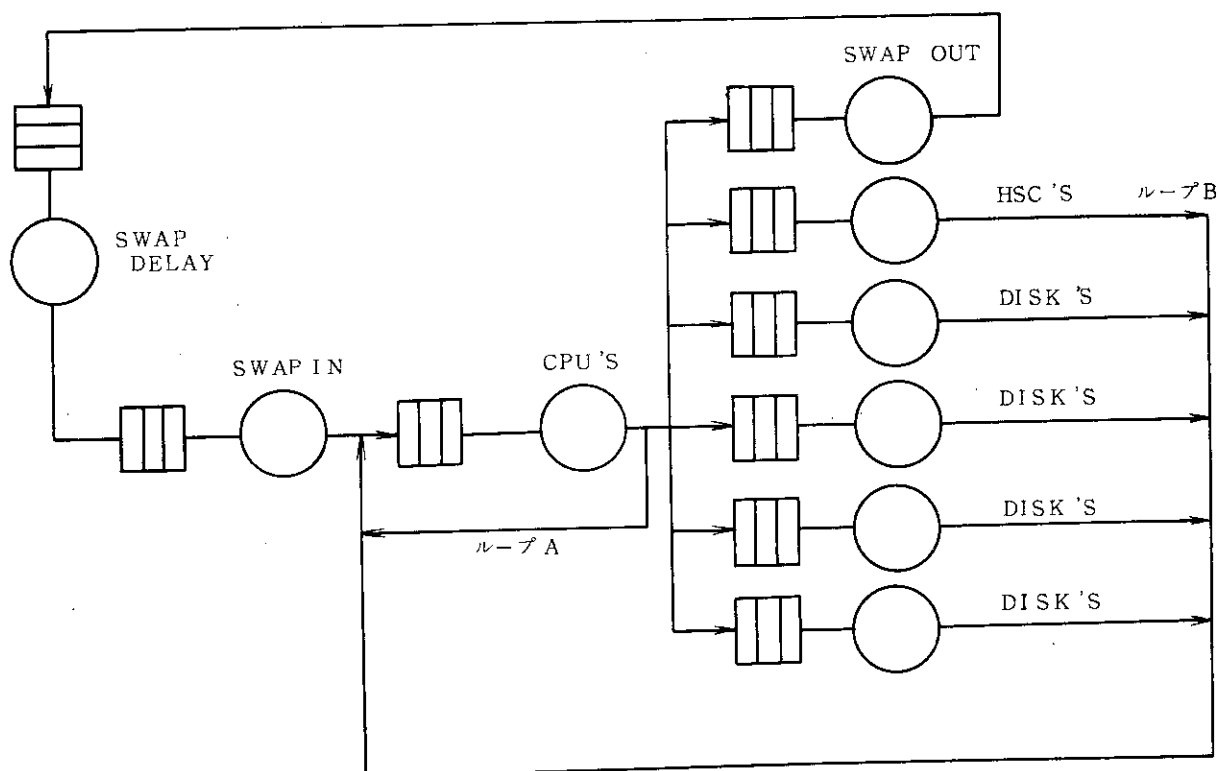 SWAP OUT
HSC'S
ループB
SWAP
DELAY
DISK'S
SWAP IN
CPU'S
DISK'S
ループA
DISK'S
DISK'S